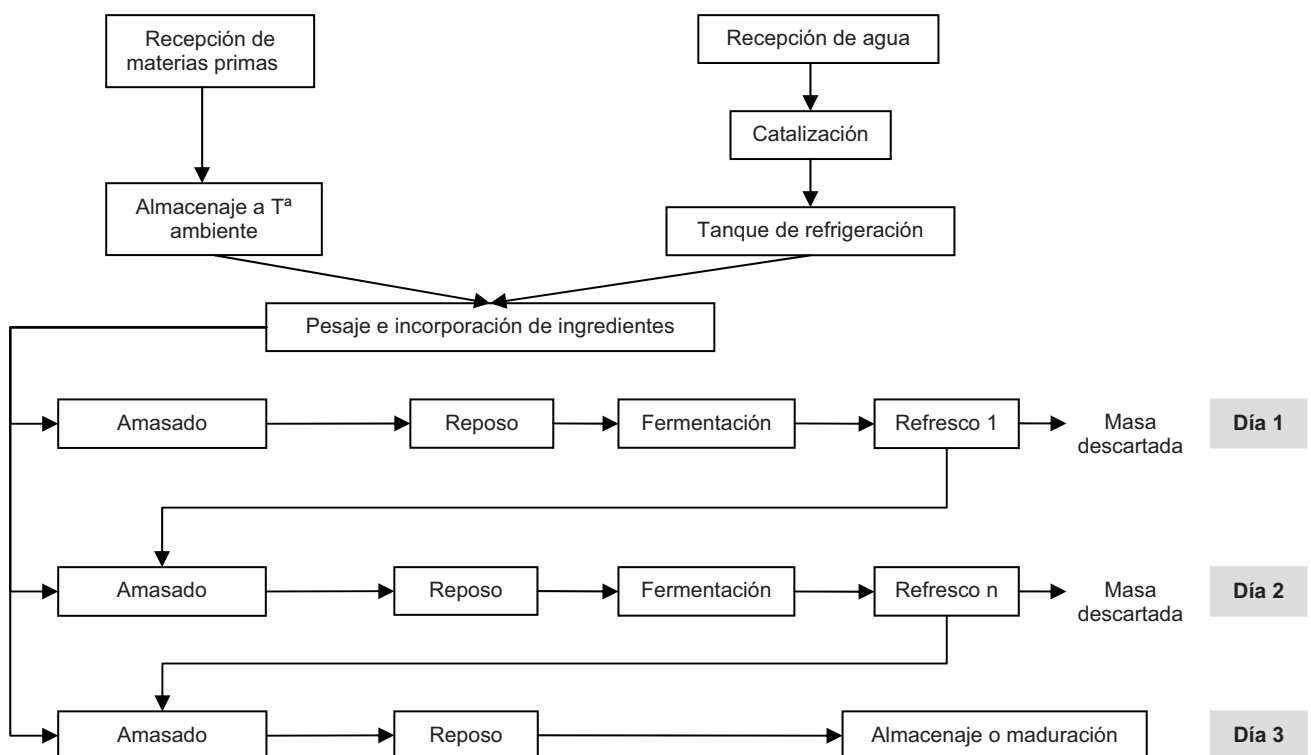 Recepción de
materias primas
Recepción de agua
Catalización
Almacenaje a Tª
ambiente
Tanque de refrigeración
Pesaje e incorporación de ingredientes
Amasado
Reposo
Fermentación
Refresco 1
Masa
descartada
Día 1
Amasado
Reposo
Fermentación
Refresco n
Masa
descartada
Día 2
Amasado
Reposo
Almacenaje o maduración
Día 3